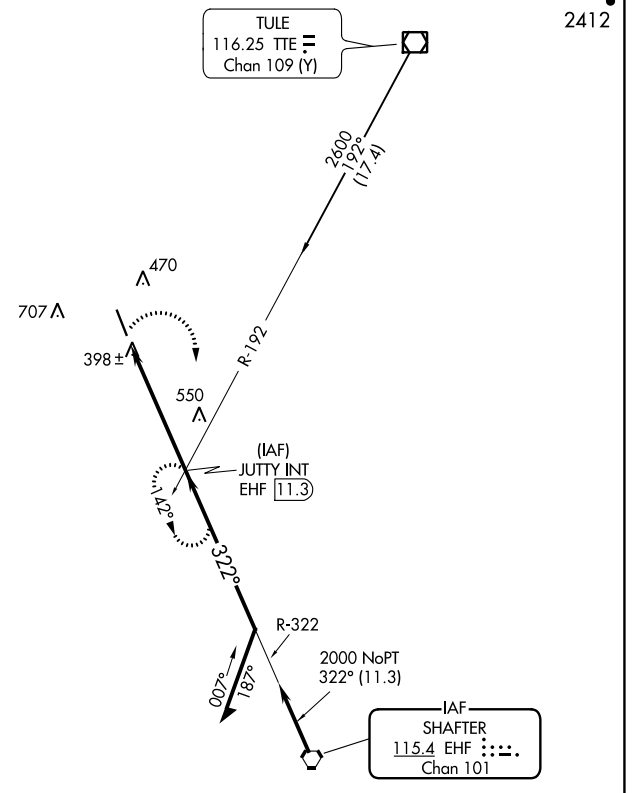 2412
TULE
116.25 TTE
Chan 109 (Y)
2600
192°
(17.4)
470
707
398 ±
R-192
550
(IAF)
JUTTY INT
EHF 11.3
142°
322°
R-322
2000 NoPT
322° (11.3)
007°
187°
IAF
SHAFTER
115.4 EHF
Chan 101